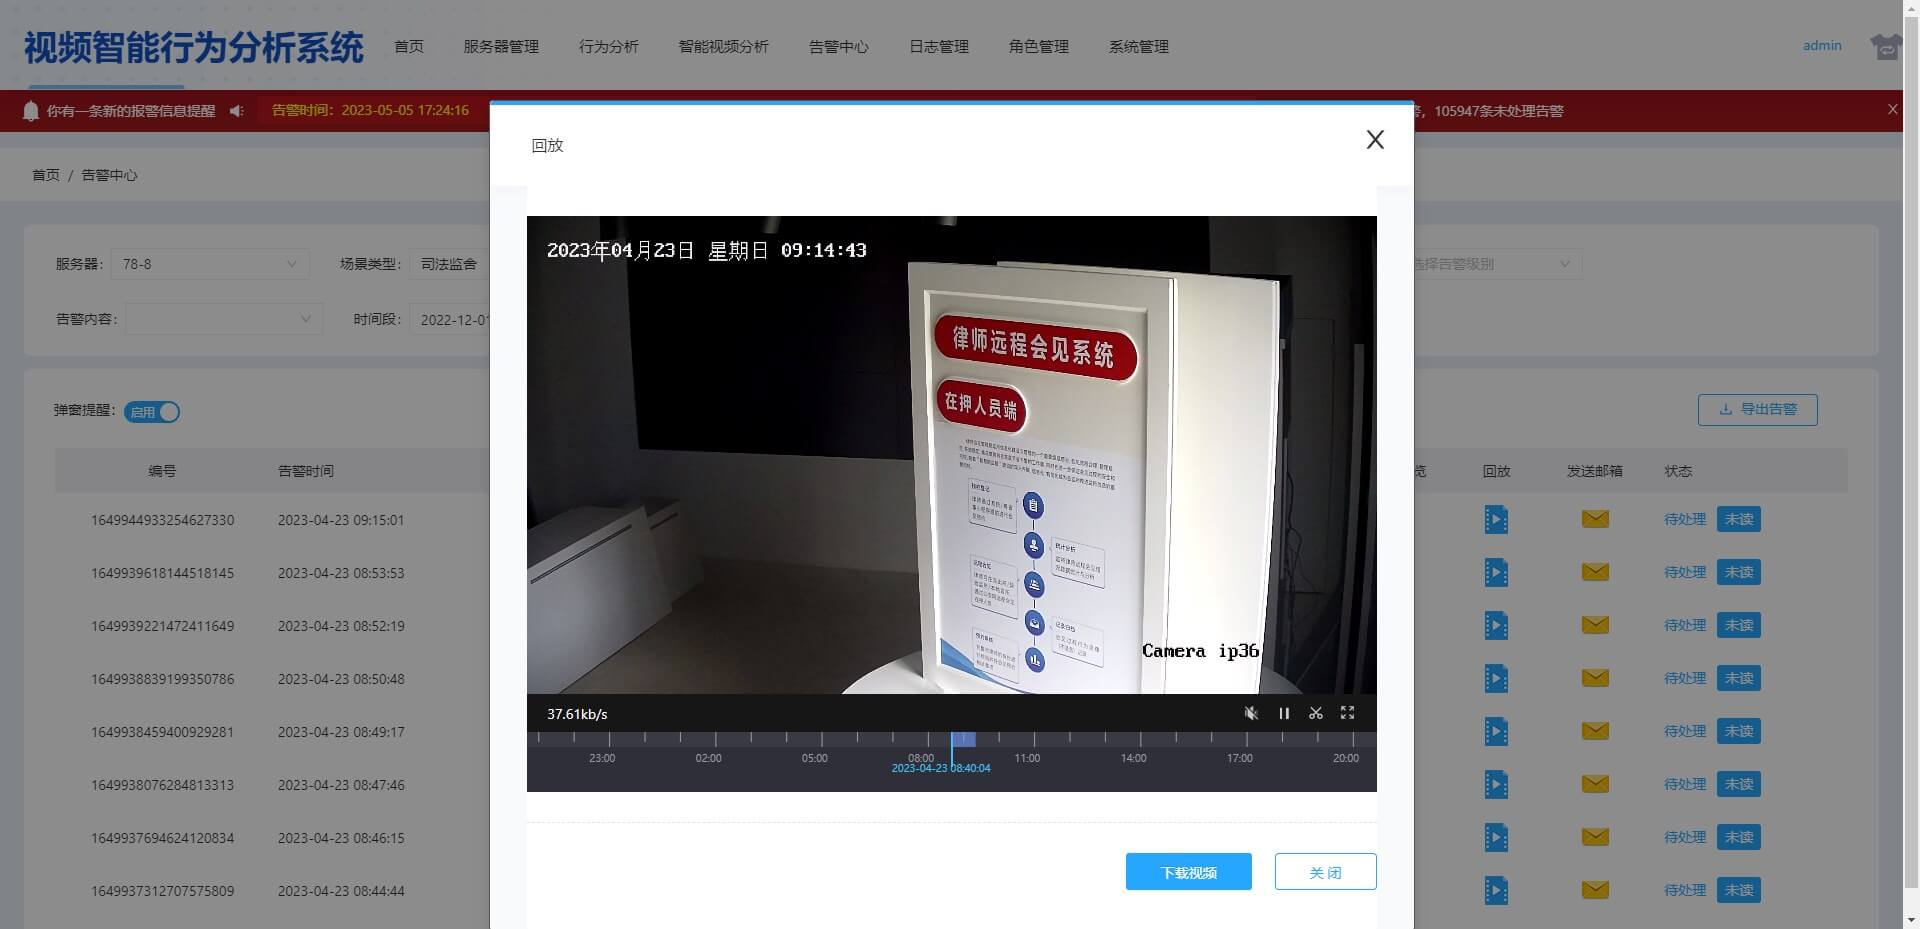 视频智能行为分析系统 首页 服务器管理 行为分析 智能视频分析 告警中心 日志管理 角色管理 系统管理 admin
你有一条新的报警信息提醒 告警时间：2023-05-05 17:24:16 ，105947条未处理告警
首页 / 告警中心
回放
服务器： 78-8 场景类型： 司法监舍 选择告警级别
告警内容： 时间段： 2022-12-01
弹窗提醒： 启用 导出告警
编号 告警时间 览 回放 发送邮箱 状态
1649944933254627330 2023-04-23 09:15:01 待处理 未读
1649939618144518145 2023-04-23 08:53:53 待处理 未读
1649939221472411649 2023-04-23 08:52:19 待处理 未读
1649938839199350786 2023-04-23 08:50:48 待处理 未读
1649938459400929281 2023-04-23 08:49:17 待处理 未读
1649938076284813313 2023-04-23 08:47:46 待处理 未读
1649937694624120834 2023-04-23 08:46:15 待处理 未读
1649937312707575809 2023-04-23 08:44:44 待处理 未读
2023年04月23日 星期日 09:14:43
律师远程会见系统
在押人员端
统计分析
Camera ip36
37.61kb/s
23:00 02:00 05:00 08:00 11:00 14:00 17:00 20:00
2023-04-23 08:40:04
下载视频 关闭